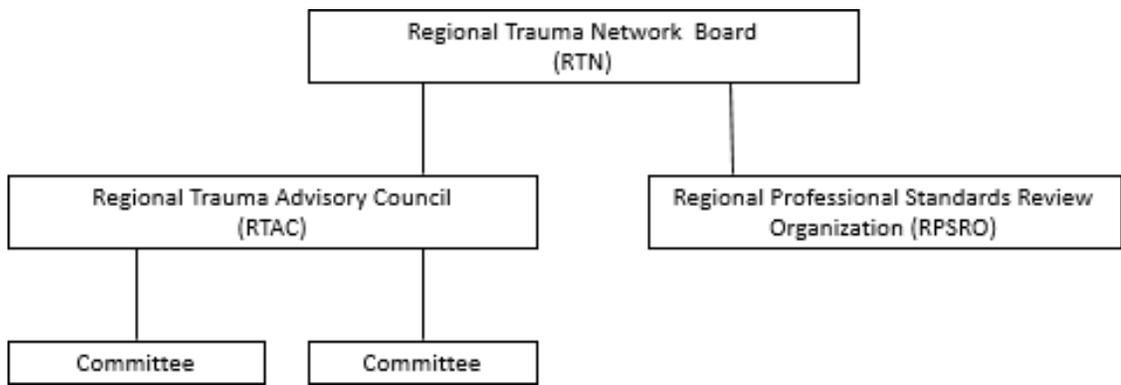 Regional Trauma Network Board
(RTN)
Regional Trauma Advisory Council
(RTAC)
Regional Professional Standards Review
Organization (RPSRO)
Committee
Committee